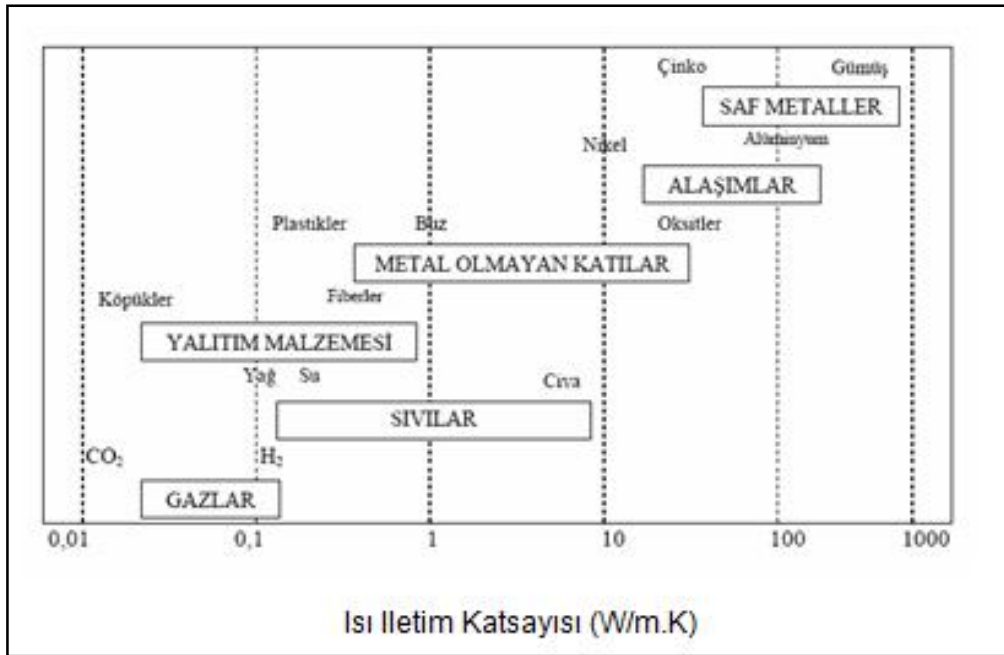 Çinko Gümüş
SAF METALLER
Nikel Alüminyum
ALAŞIMLAR
Plastikler Buz Oksitler
METAL OLMAYAN KATILAR
Köpükler Fiberler
YALITIM MALZEMESİ
Yağ Su Cıva
SIVILAR
CO₂ H₂
GAZLAR
0,01 0,1 1 10 100 1000
Isı Iletim Katsayısı (W/m.K)